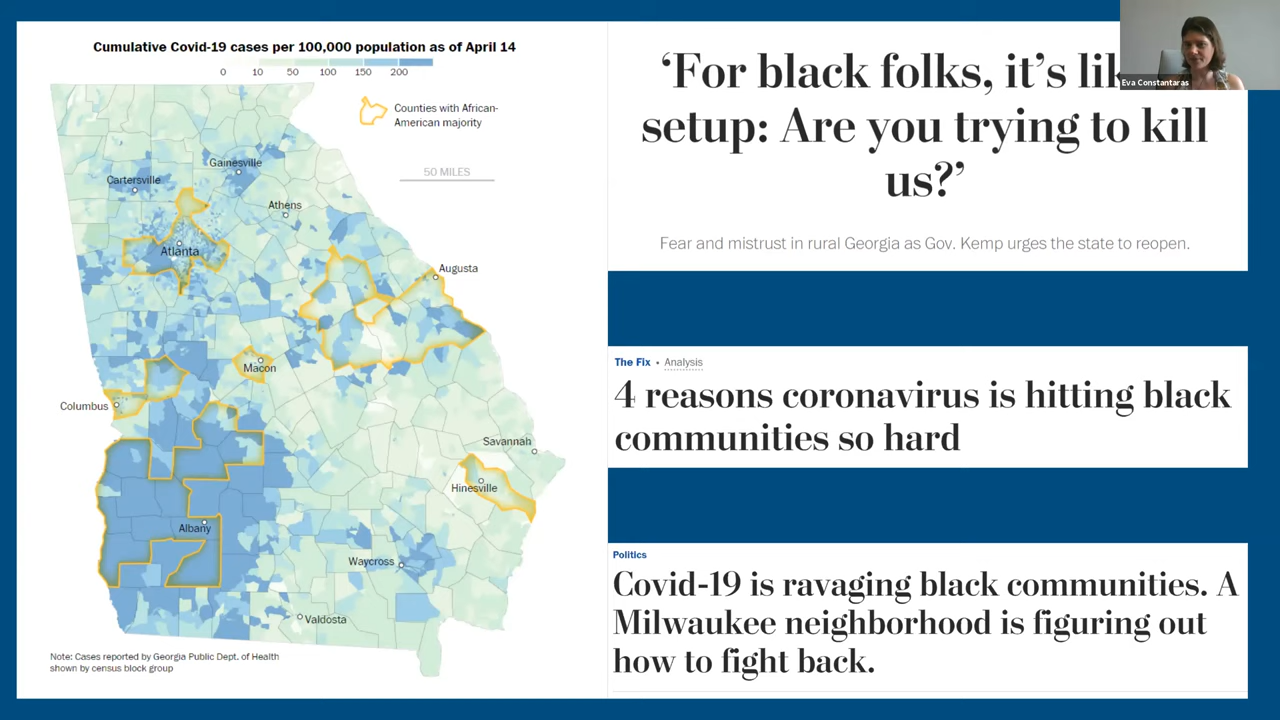 Cumulative Covid-19 cases per 100,000 population as of April 14
0 10 50 100 150 200
Counties with African-
American majority
50 MILES
Gainesville
Cartersville
Athens
Atlanta
Augusta
Macon
Columbus
Savannah
Hinesville
Albany
Waycross
Valdosta
Note: Cases reported by Georgia Public Dept. of Health
shown by census block group
‘For black folks, it’s
setup: Are you trying to kill
us?’
Fear and mistrust in rural Georgia as Gov. Kemp urges the state to reopen.
Eva Constantaras
The Fix • Analysis
4 reasons coronavirus is hitting black
communities so hard
Politics
Covid-19 is ravaging black communities. A
Milwaukee neighborhood is figuring out
how to fight back.